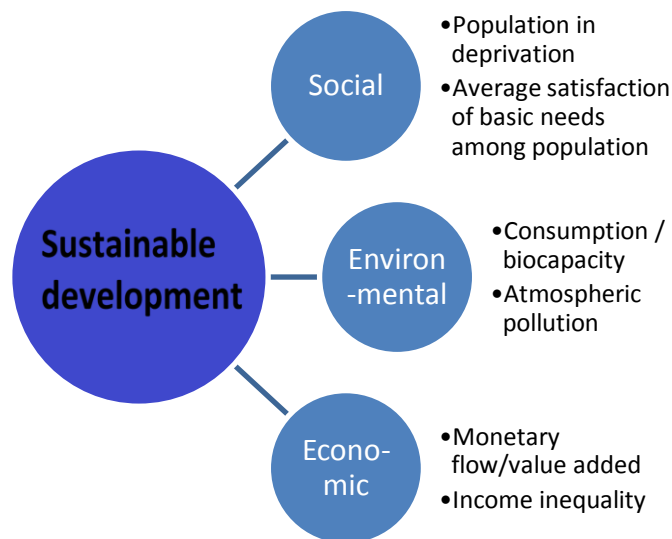 Sustainable
development
Social
•Population in
deprivation
•Average satisfaction
of basic needs
among population
Environ
-mental
•Consumption /
biocapacity
•Atmospheric
pollution
Econo-
mic
•Monetary
flow/value added
•Income inequality